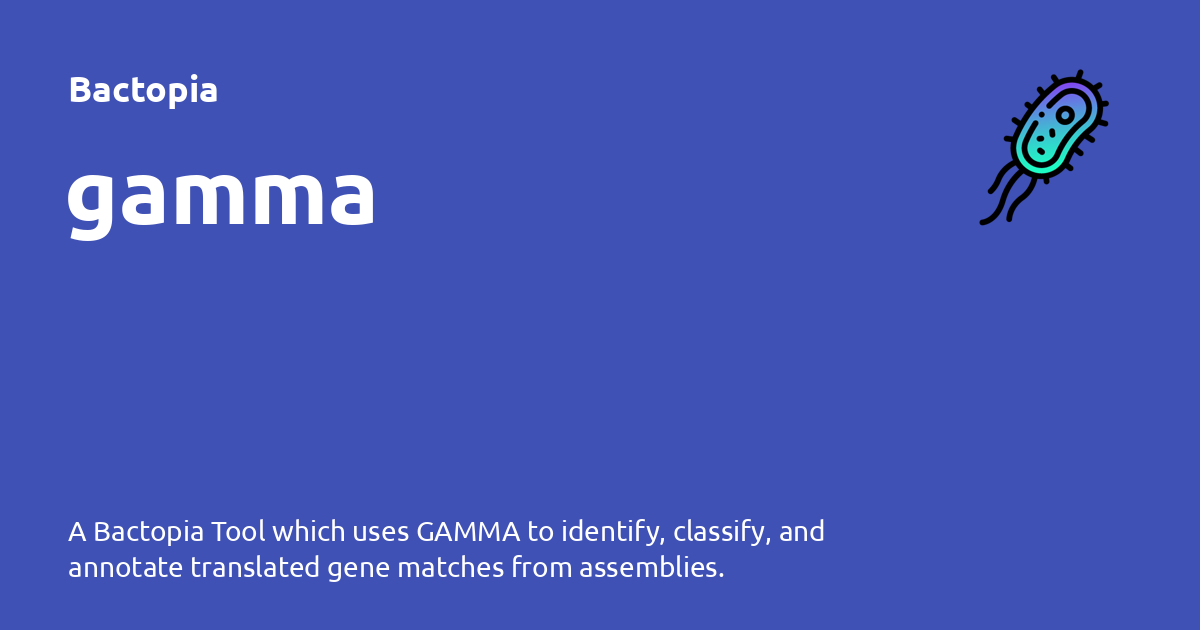 Bactopia
gamma
A Bactopia Tool which uses GAMMA to identify, classify, and
annotate translated gene matches from assemblies.